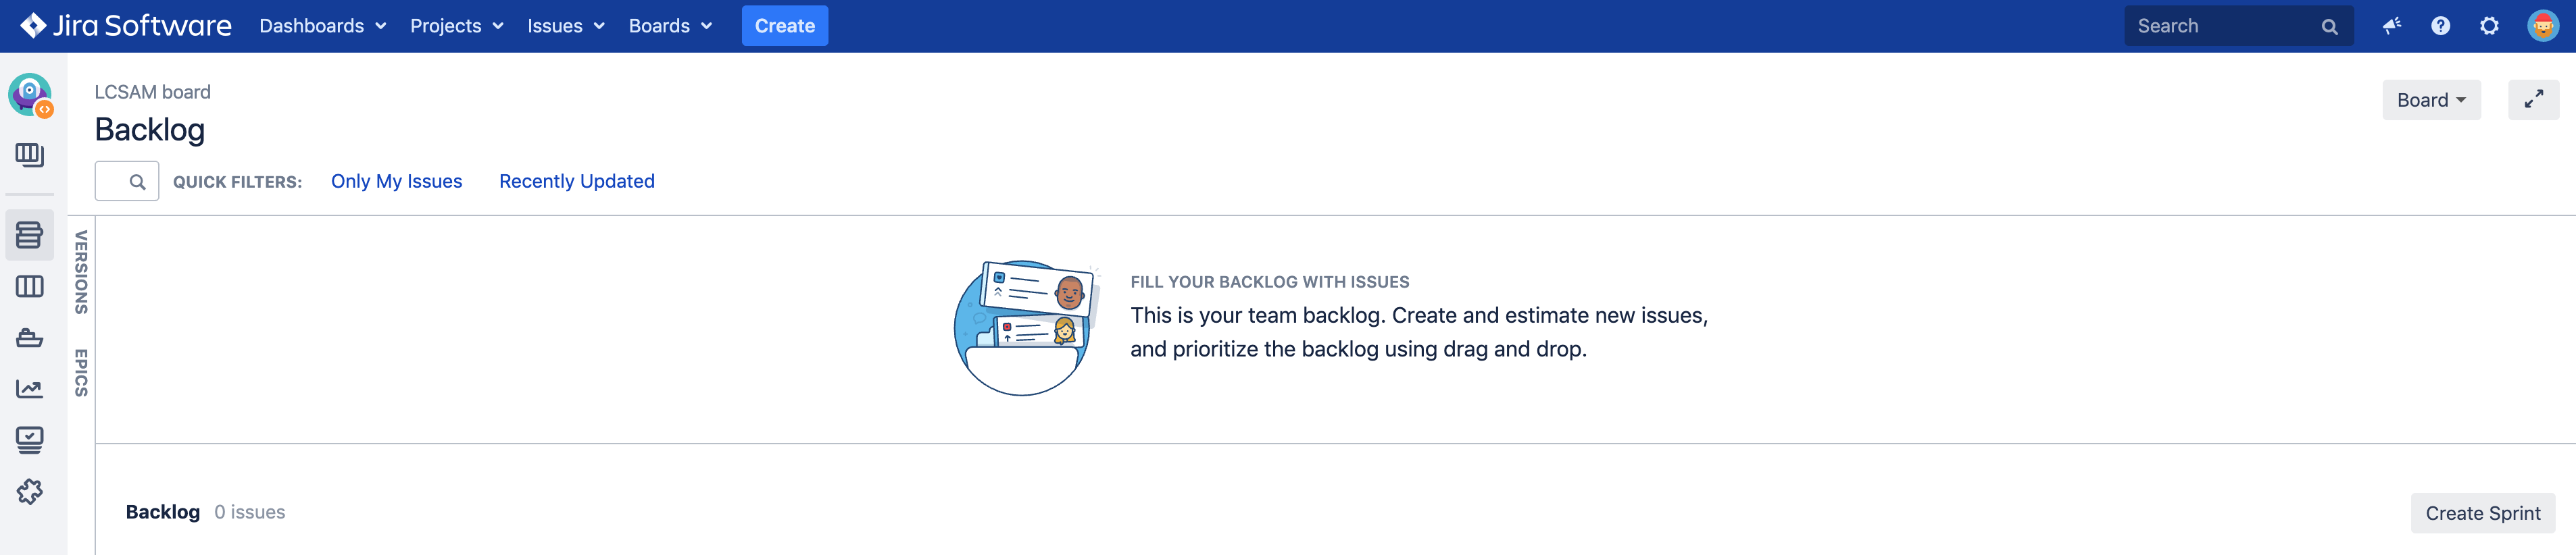 Jira Software Dashboards Projects Issues Boards Create Search
LCSAM board
Backlog
Board
QUICK FILTERS: Only My Issues Recently Updated
VERSIONS
EPICS
FILL YOUR BACKLOG WITH ISSUES
This is your team backlog. Create and estimate new issues,
and prioritize the backlog using drag and drop.
Backlog 0 issues
Create Sprint